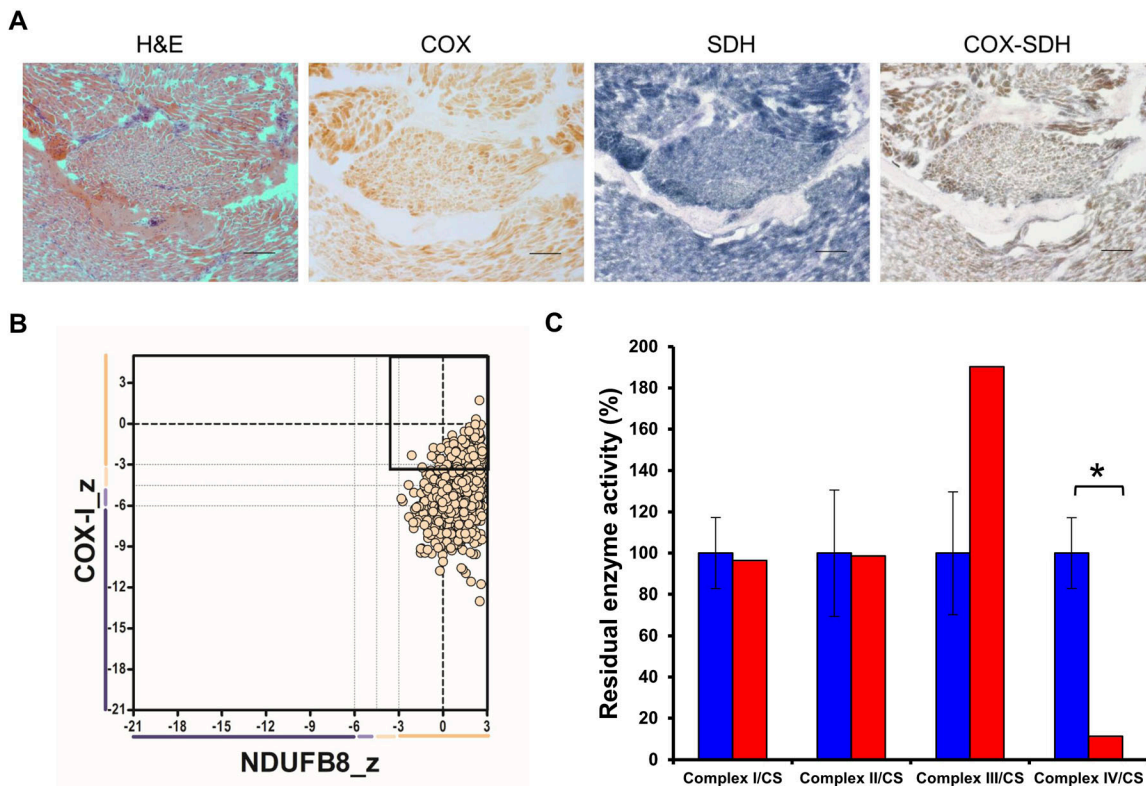 A
H&E COX SDH COX-SDH
B
3
0
-3
-6
-9
-12
-15
-18
-21
COX-I_z
-21 -18 -15 -12 -9 -6 -3 0 3
NDUFB8_z
C
200
180
160
140
120
100
80
60
40
20
0
Residual enzyme activity (%)
*
Complex I/CS Complex II/CS Complex III/CS Complex IV/CS